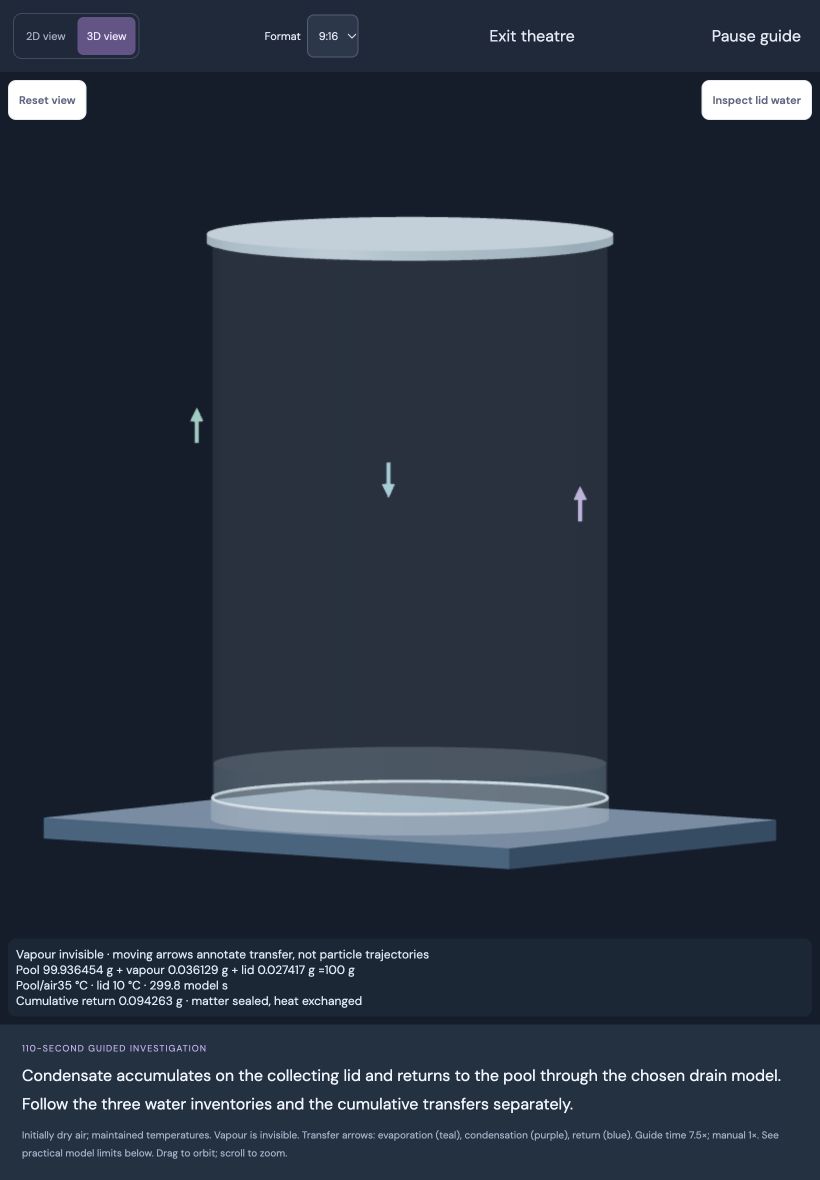 2D view 3D view Format 9:16 Exit theatre Pause guide
Reset view Inspect lid water
Vapour invisible · moving arrows annotate transfer, not particle trajectories
Pool 99.936454 g + vapour 0.036129 g + lid 0.027417 g =100 g
Pool/air35 °C · lid 10 °C · 299.8 model s
Cumulative return 0.094263 g · matter sealed, heat exchanged
110-SECOND GUIDED INVESTIGATION
Condensate accumulates on the collecting lid and returns to the pool through the chosen drain model.
Follow the three water inventories and the cumulative transfers separately.
Initially dry air; maintained temperatures. Vapour is invisible. Transfer arrows: evaporation (teal), condensation (purple), return (blue). Guide time 7.5×; manual 1×. See
practical model limits below. Drag to orbit; scroll to zoom.